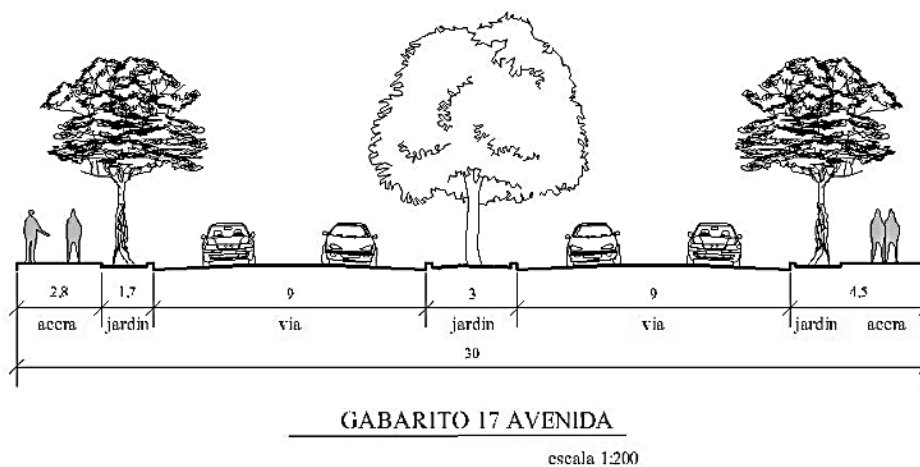 2.8 1.7 9 3 9 4.5
accra jardin via jardin via jardin accra
30
GABARITO 17 AVENIDA
escala 1:200